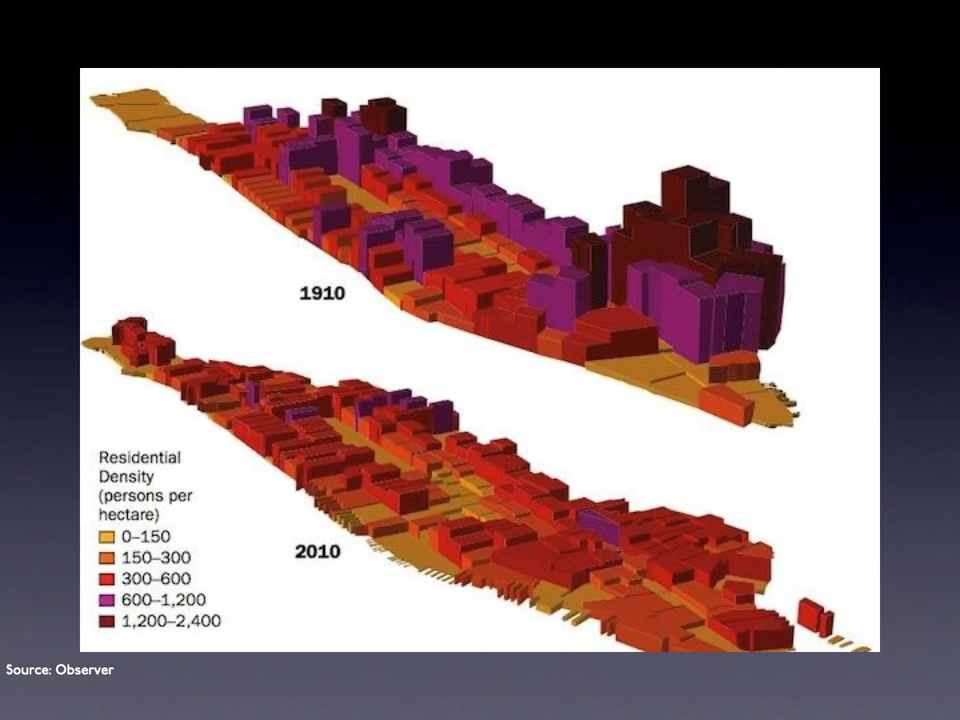 1910
2010
Residential
Density
(persons per
hectare)
0–150
150–300
300–600
600–1,200
1,200–2,400
Source: Observer